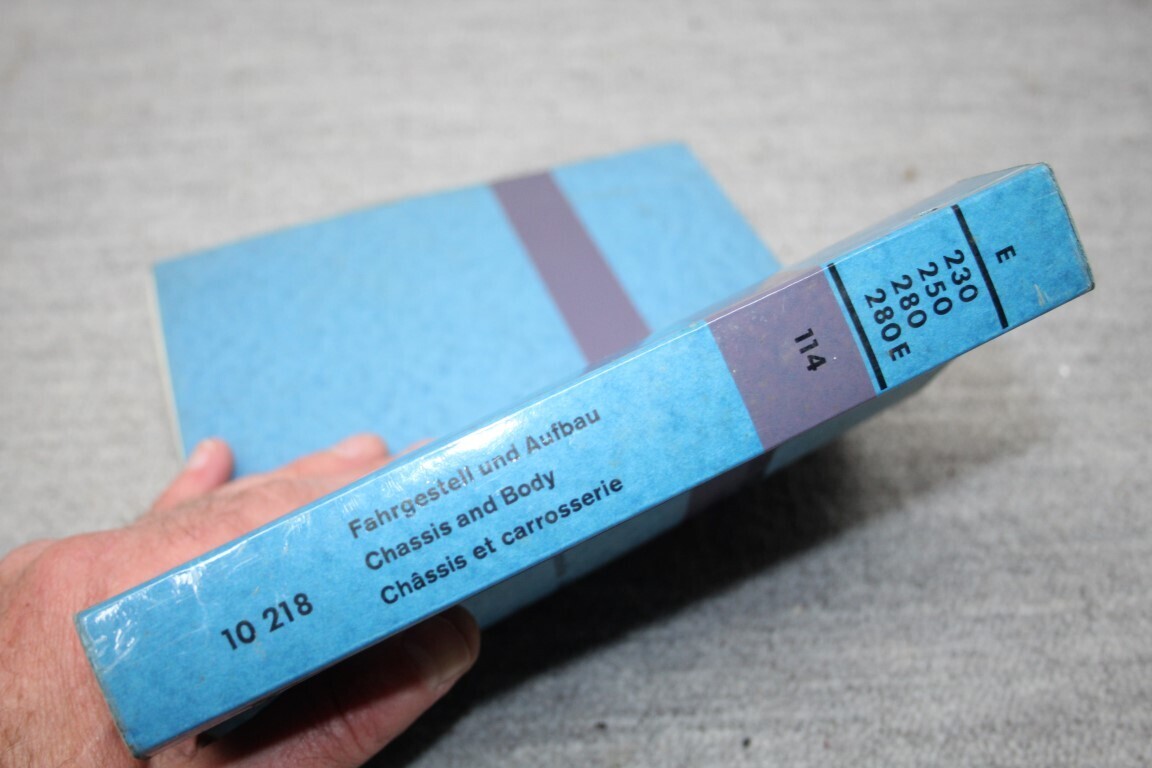 E
230
250
280
280E
114
Fahrgestell und Aufbau
Chassis and Body
Châssis et carrosserie
10 218